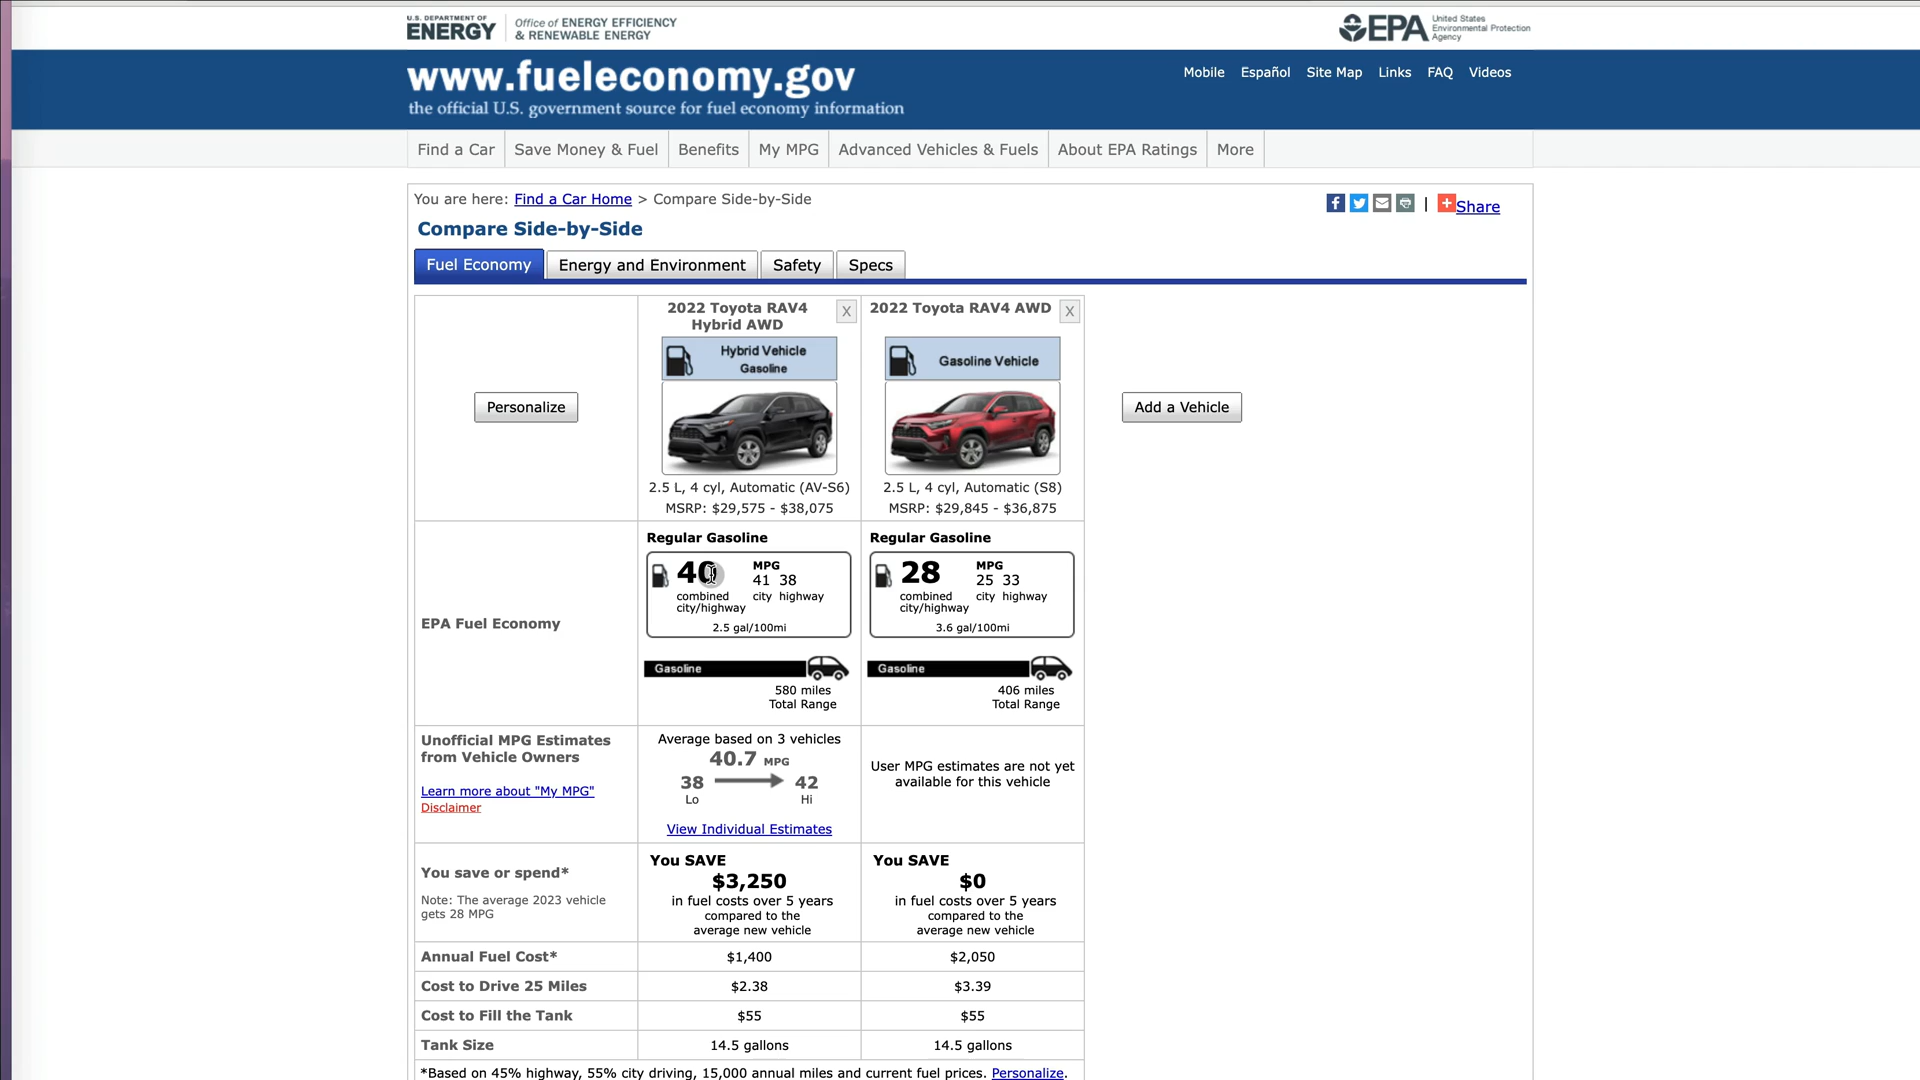 U.S. DEPARTMENT OF
ENERGY
Office of ENERGY EFFICIENCY
& RENEWABLE ENERGY
EPA
United States
Environmental Protection
Agency
www.fueleconomy.gov
the official U.S. government source for fuel economy information
Mobile Español Site Map Links FAQ Videos
Find a Car Save Money & Fuel Benefits My MPG Advanced Vehicles & Fuels About EPA Ratings More
You are here: Find a Car Home > Compare Side-by-Side
f | + Share
Compare Side-by-Side
Fuel Economy Energy and Environment Safety Specs
2022 Toyota RAV4
Hybrid AWD
X
2022 Toyota RAV4 AWD
X
Hybrid Vehicle
Gasoline
Gasoline Vehicle
Personalize
Add a Vehicle
2.5 L, 4 cyl, Automatic (AV-S6)
MSRP: $29,575 - $38,075
2.5 L, 4 cyl, Automatic (S8)
MSRP: $29,845 - $36,875
EPA Fuel Economy
Regular Gasoline
40
combined
city/highway
MPG
41 38
city highway
2.5 gal/100mi
Gasoline
580 miles
Total Range
Regular Gasoline
28
combined
city/highway
MPG
25 33
city highway
3.6 gal/100mi
Gasoline
406 miles
Total Range
Unofficial MPG Estimates
from Vehicle Owners
Learn more about "My MPG"
Disclaimer
Average based on 3 vehicles
40.7 MPG
38 42
Lo Hi
View Individual Estimates
User MPG estimates are not yet
available for this vehicle
You save or spend*
Note: The average 2023 vehicle
gets 28 MPG
You SAVE
$3,250
in fuel costs over 5 years
compared to the
average new vehicle
You SAVE
$0
in fuel costs over 5 years
compared to the
average new vehicle
Annual Fuel Cost* $1,400 $2,050
Cost to Drive 25 Miles $2.38 $3.39
Cost to Fill the Tank $55 $55
Tank Size 14.5 gallons 14.5 gallons
*Based on 45% highway, 55% city driving, 15,000 annual miles and current fuel prices. Personalize.